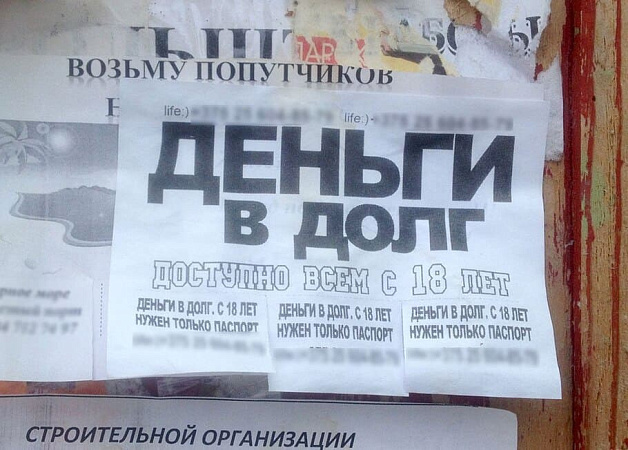 ВОЗЬМУ ПОПУТЧИКОВ
life:)
life:)
ДЕНЬГИ
В ДОЛГ
ДОСТУПНО ВСЕМ С 18 ЛЕТ
ДЕНЬГИ В ДОЛГ. С 18 ЛЕТ
НУЖЕН ТОЛЬКО ПАСПОРТ
ДЕНЬГИ В ДОЛГ. С 18 ЛЕТ
НУЖЕН ТОЛЬКО ПАСПОРТ
ДЕНЬГИ В ДОЛГ. С 18 ЛЕТ
НУЖЕН ТОЛЬКО ПАСПОРТ
море
СТРОИТЕЛЬНОЙ ОРГАНИЗАЦИИ